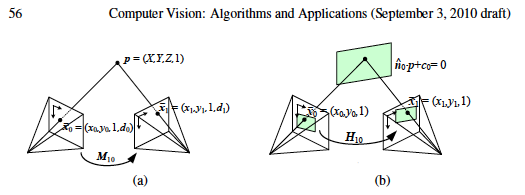 56 Computer Vision: Algorithms and Applications (September 3, 2010 draft)
p = (X,Y,Z,1)
x̃₀ = (x₀,y₀,1,d₀)
x̃₁ = (x₁,y₁,1,d₁)
M₁₀
(a)
n̂₀·p+c₀= 0
x̃₀ = (x₀,y₀,1)
x̃₁ = (x₁,y₁,1)
H₁₀
(b)